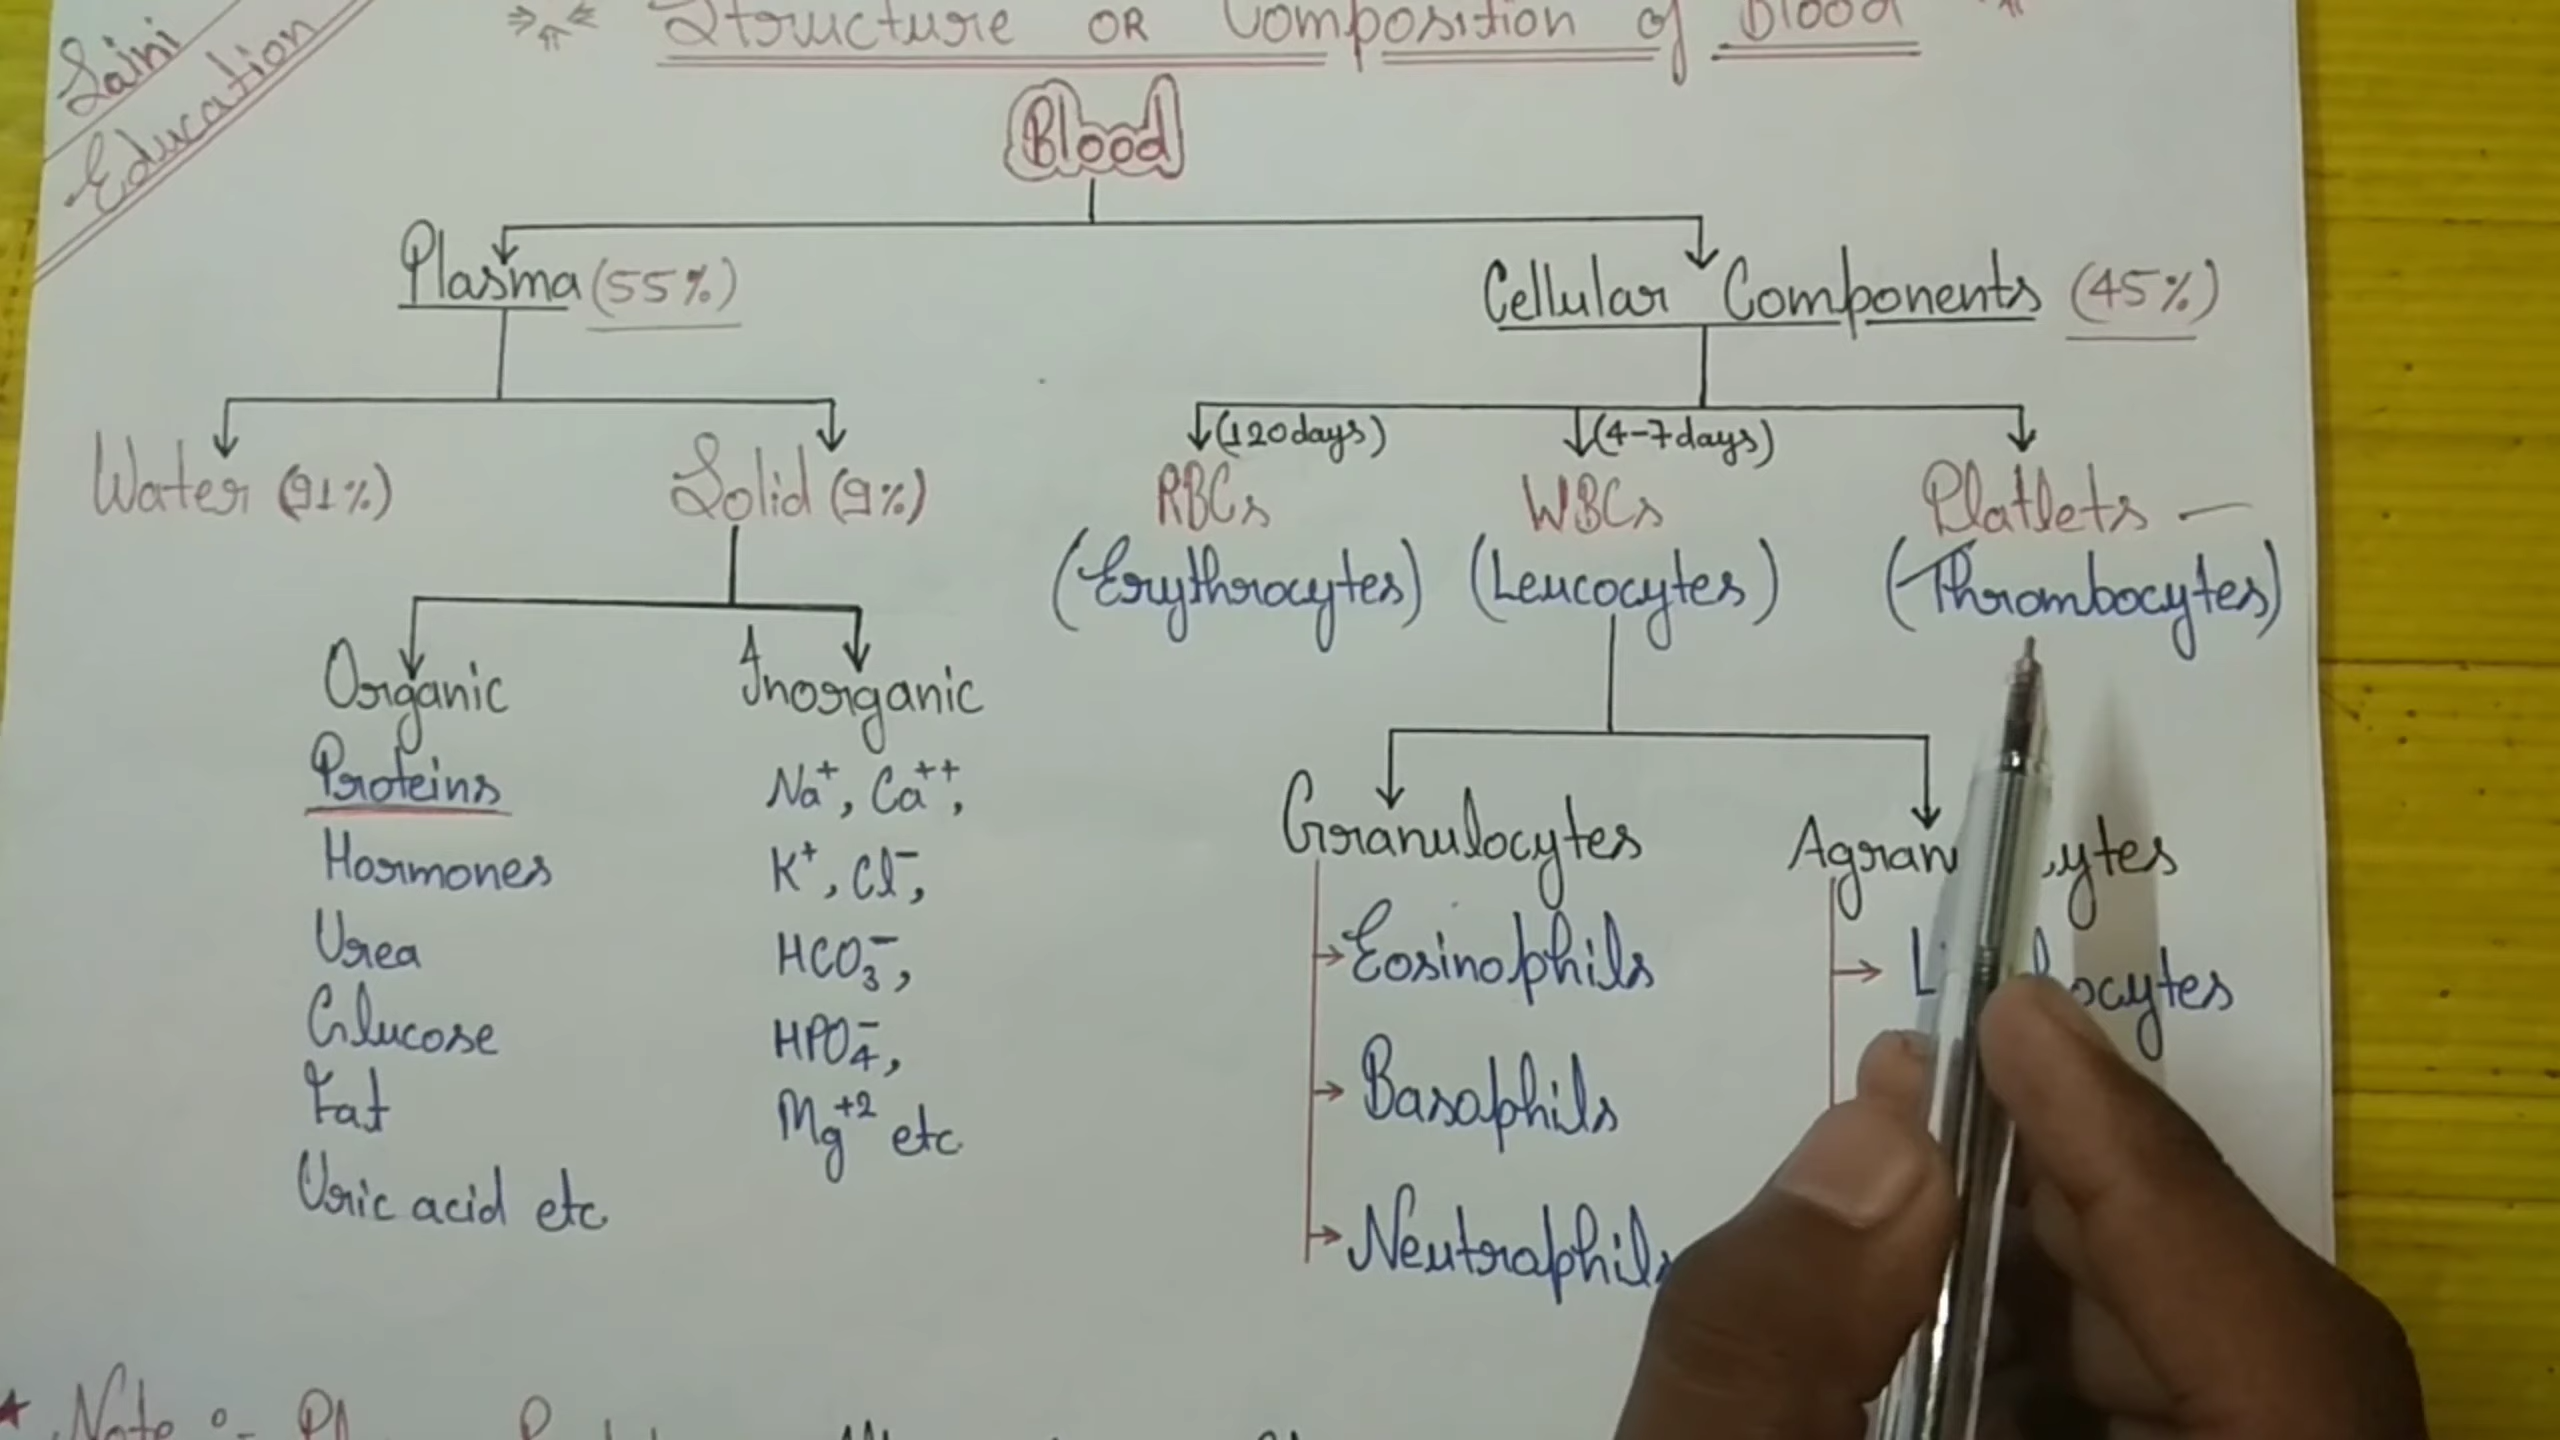 Saini
Education
Structure OR Composition of Blood
Blood
Plasma (55%)
Cellular Components (45%)
Water (91%)
Solid (9%)
(120 days)
(4-7 days)
RBCs
WBCs
Platlets —
(Erythrocytes)
(Leucocytes)
(Thrombocytes)
Organic
Inorganic
Proteins
Hormones
Urea
Glucose
Fat
Uric acid etc
Na⁺, Ca⁺⁺,
K⁺, Cl⁻,
HCO₃⁻,
HPO₄⁻,
Mg⁺² etc
Granulocytes
→ Eosinophils
→ Basophils
→ Neutraphils
★ Note :-